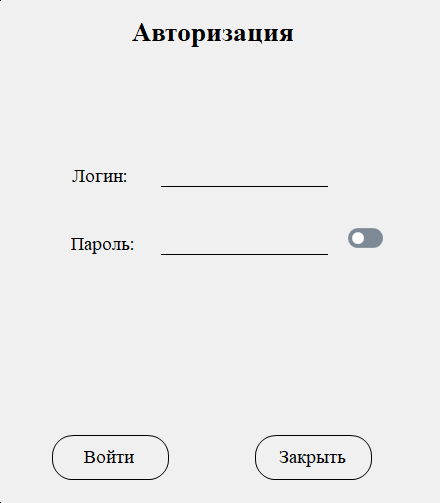 Авторизация
Логин:
Пароль:
Войти Закрыть